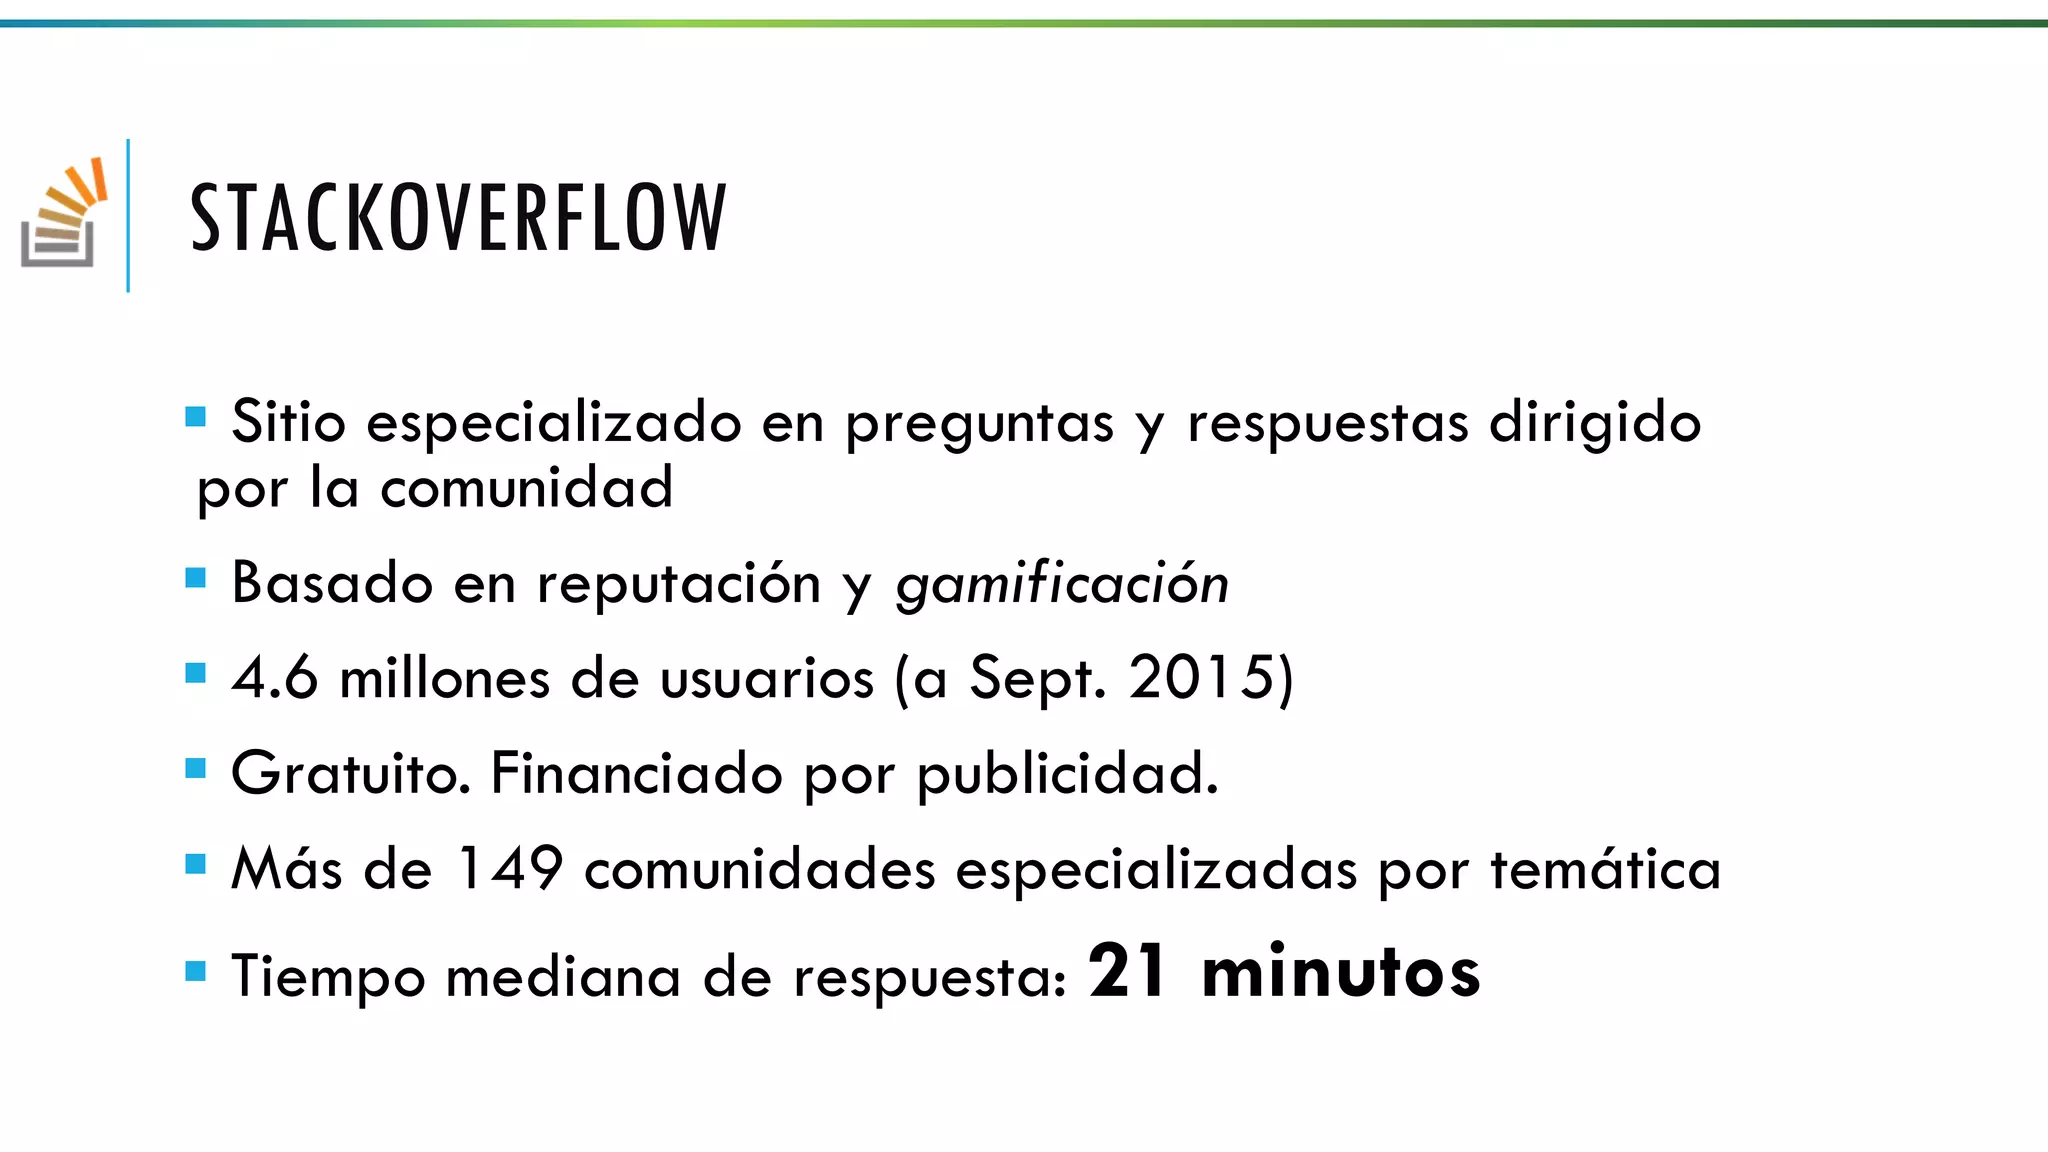 STACKOVERFLOW
▪ Sitio especializado en preguntas y respuestas dirigido
por la comunidad
▪ Basado en reputación y gamificación
▪ 4.6 millones de usuarios (a Sept. 2015)
▪ Gratuito. Financiado por publicidad.
▪ Más de 149 comunidades especializadas por temática
▪ Tiempo mediana de respuesta: 21 minutos